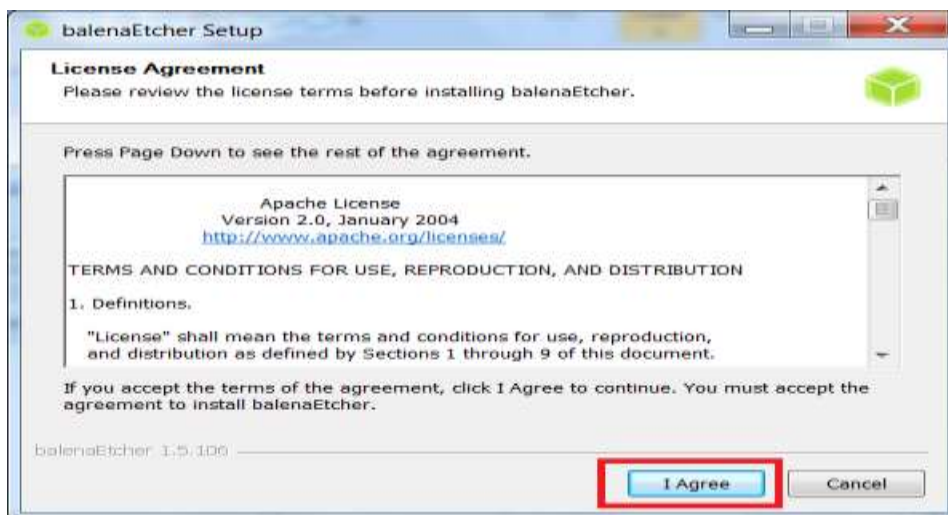 balenaEtcher Setup
License Agreement
Please review the license terms before installing balenaEtcher.
Press Page Down to see the rest of the agreement.
Apache License
Version 2.0, January 2004
http://www.apache.org/licenses/
TERMS AND CONDITIONS FOR USE, REPRODUCTION, AND DISTRIBUTION
1. Definitions.
"License" shall mean the terms and conditions for use, reproduction,
and distribution as defined by Sections 1 through 9 of this document.
If you accept the terms of the agreement, click I Agree to continue. You must accept the
agreement to install balenaEtcher.
balenaEtcher 1.5.100
I Agree
Cancel